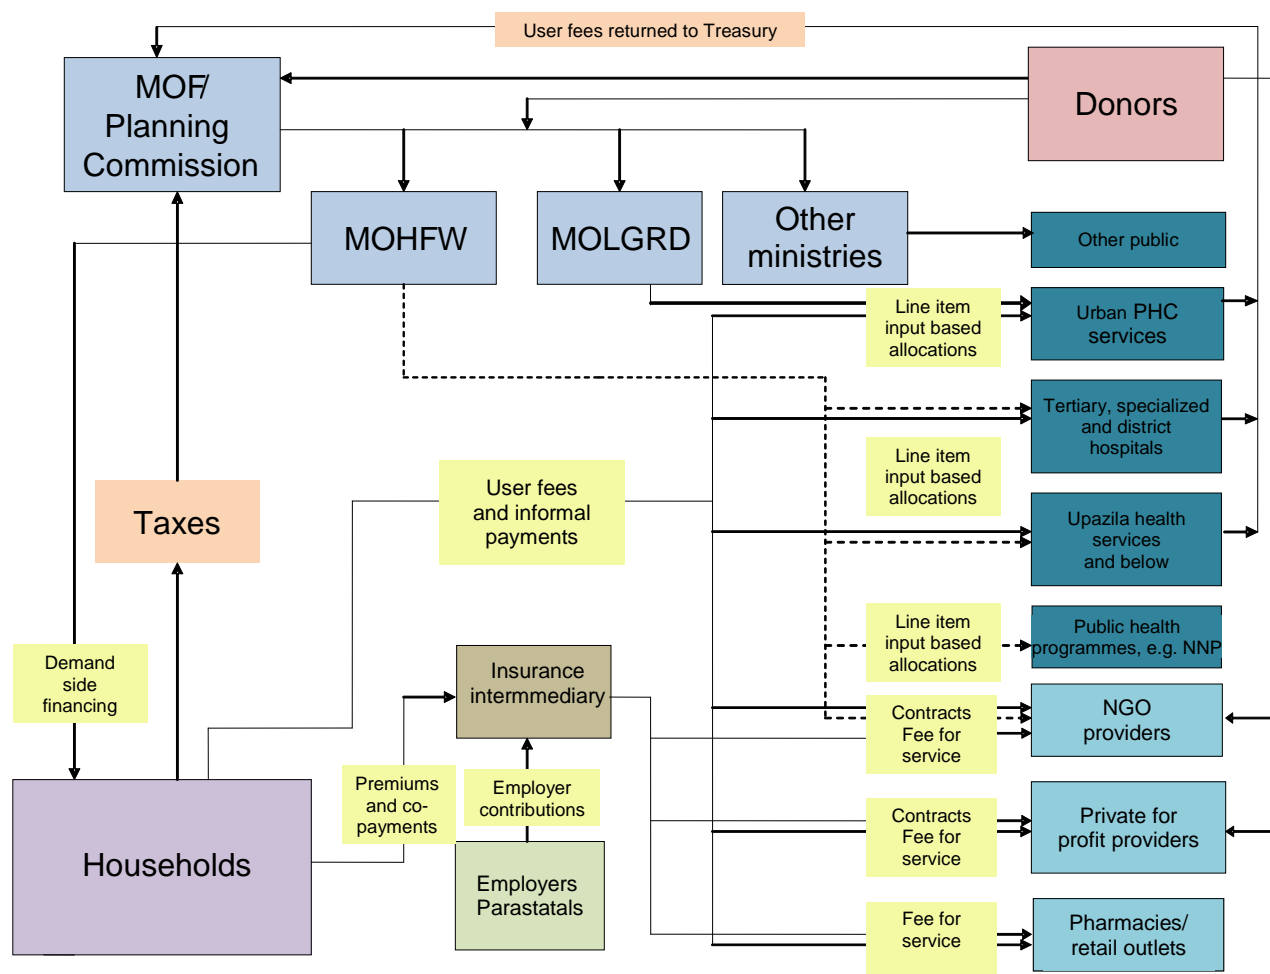 User fees returned to Treasury
MOF/
Planning
Commission
Donors
MOHFW
MOLGRD
Other
ministries
Other public
Line item
input based
allocations
Urban PHC
services
Tertiary, specialized
and district
hospitals
Line item
input based
allocations
User fees
and informal
payments
Taxes
Upazila health
services
and below
Line item
input based
allocations
Public health
programmes, e.g. NNP
Demand
side
financing
Insurance
intermmediary
Contracts
Fee for
service
NGO
providers
Premiums
and co-
payments
Employer
contributions
Contracts
Fee for
service
Private for
profit providers
Households
Employers
Parastatals
Fee for
service
Pharmacies/
retail outlets